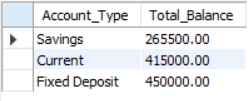 Account_Type Total_Balance
Savings 265500.00
Current 415000.00
Fixed Deposit 450000.00